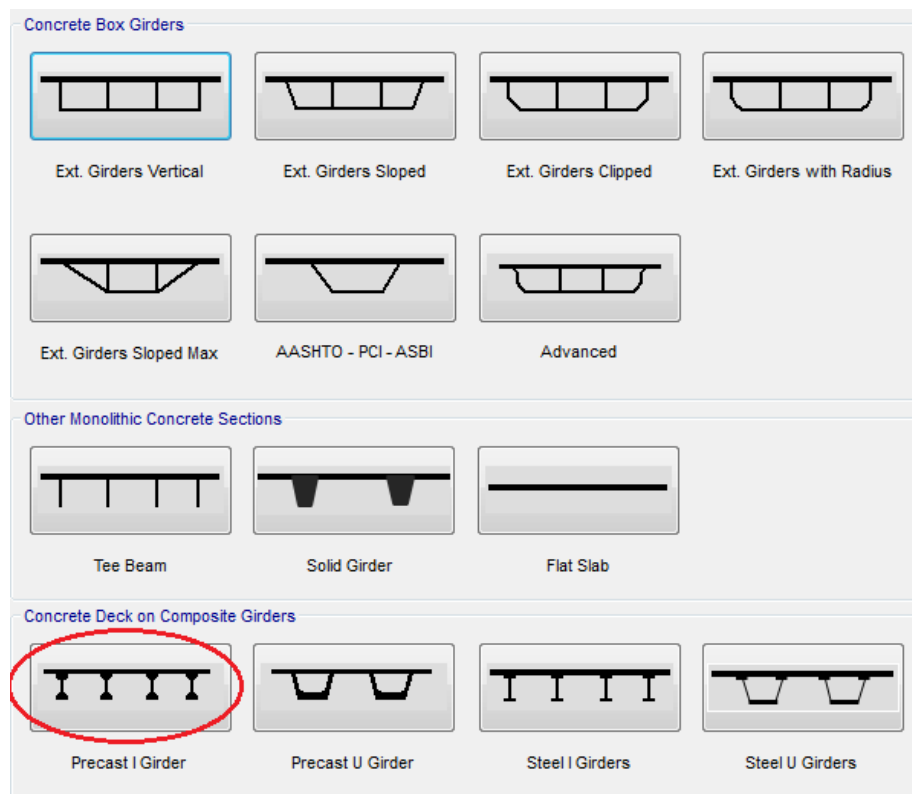 Concrete Box Girders
Ext. Girders Vertical
Ext. Girders Sloped
Ext. Girders Clipped
Ext. Girders with Radius
Ext. Girders Sloped Max
AASHTO - PCI - ASBI
Advanced
Other Monolithic Concrete Sections
Tee Beam
Solid Girder
Flat Slab
Concrete Deck on Composite Girders
Precast I Girder
Precast U Girder
Steel I Girders
Steel U Girders